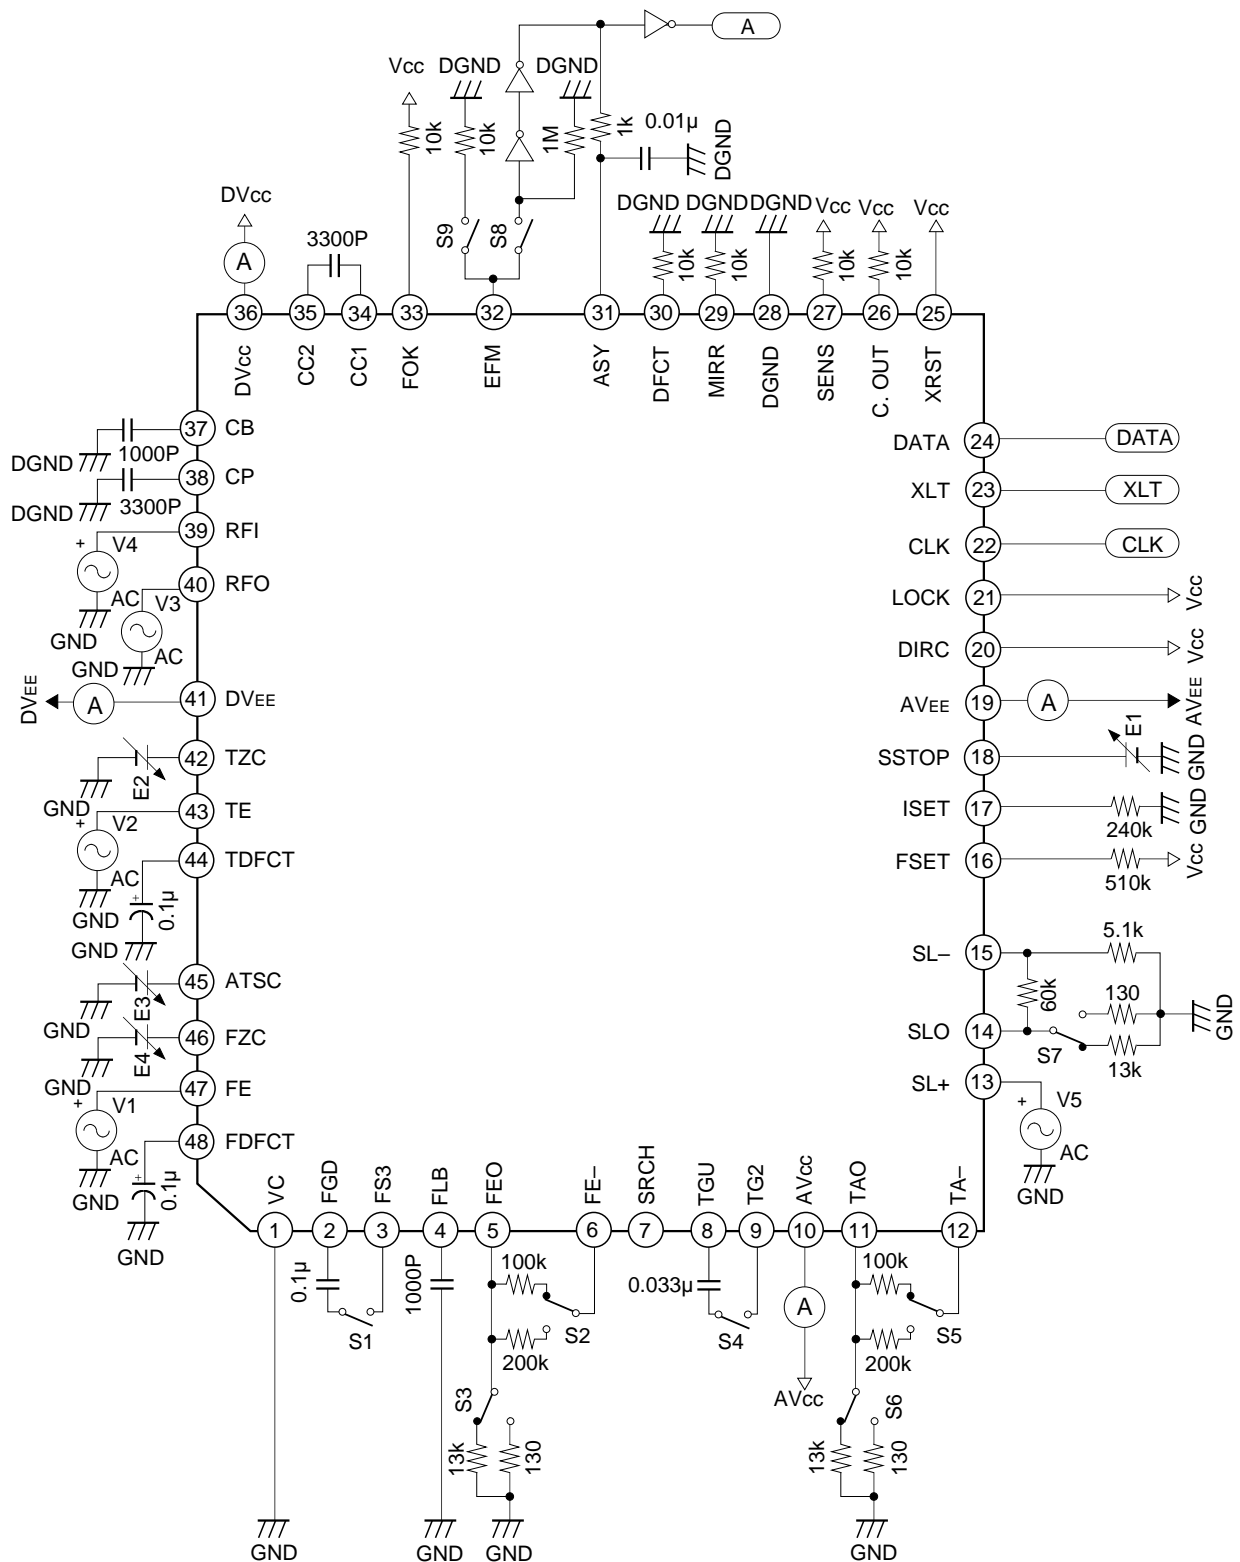 A
Vcc
DGND
DGND
10k
10k
1M
1k
0.01µ
DGND
DVcc
A
3300P
S9
S8
DGND
DGND
DGND
Vcc
Vcc
Vcc
10k
10k
10k
10k
36
35
34
33
32
31
30
29
28
27
26
25
DVcc
CC2
CC1
FOK
EFM
ASY
DFCT
MIRR
DGND
SENS
C. OUT
XRST
37
CB
1000P
DGND
38
CP
3300P
DGND
39
RFI
+
V4
AC
GND
40
RFO
V3
AC
GND
41
DVEE
A
DVEE
42
TZC
E2
GND
43
TE
+
V2
AC
GND
44
TDFCT
+
0.1µ
GND
45
ATSC
E3
GND
46
FZC
E4
GND
47
FE
+
V1
AC
GND
48
FDFCT
+
0.1µ
GND
DATA
24
DATA
XLT
23
XLT
CLK
22
CLK
LOCK
21
Vcc
DIRC
20
Vcc
AVEE
19
A
AVEE
SSTOP
18
E1
GND
ISET
17
240k
GND
FSET
16
510k
Vcc
SL–
15
5.1k
60k
130
SLO
14
S7
13k
GND
SL+
13
+
V5
AC
GND
VC
FGD
FS3
FLB
FEO
FE–
SRCH
TGU
TG2
AVcc
TAO
TA–
1
2
3
4
5
6
7
8
9
10
11
12
0.1µ
S1
1000P
100k
S2
200k
0.033µ
S4
A
AVcc
100k
S5
200k
S3
13k
130
S6
13k
130
GND
GND
GND
GND